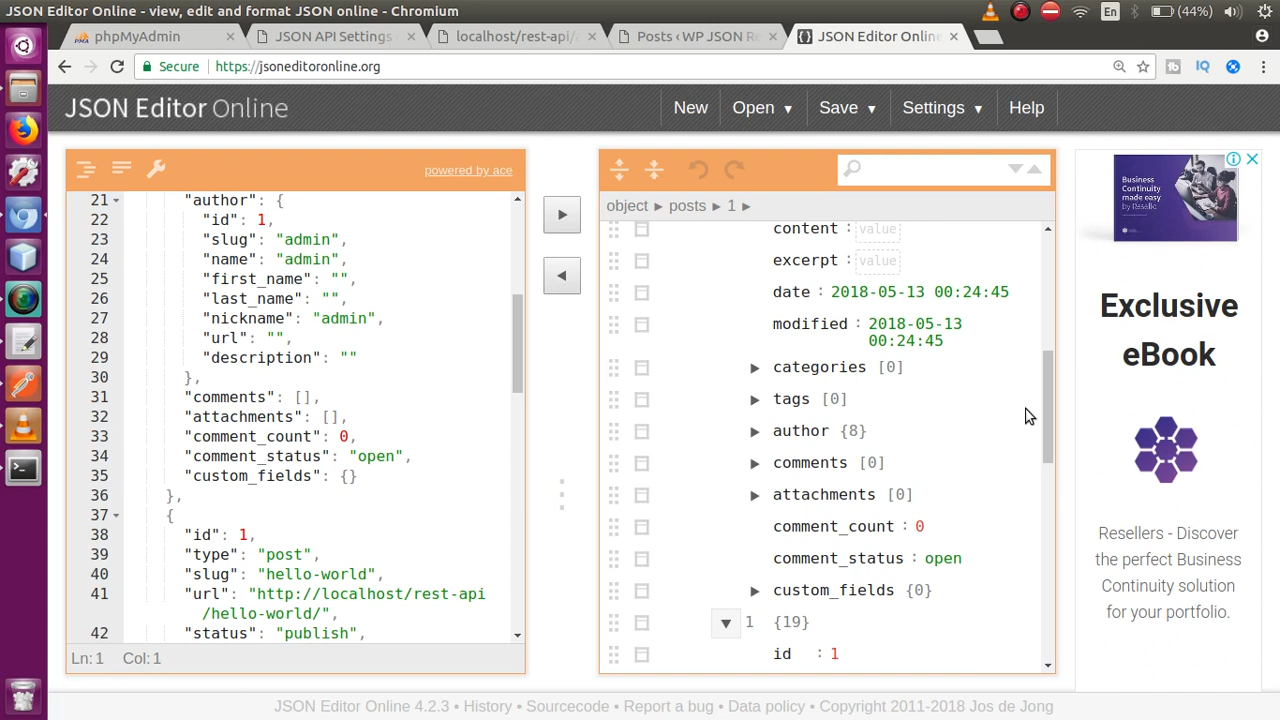 JSON Editor Online - view, edit and format JSON online - Chromium
En
(44%)
phpMyAdmin
JSON API Settings
localhost/rest-api/
Posts ‹ WP JSON Re
JSON Editor Online
Secure
https://jsoneditoronline.org
IQ
JSON Editor Online
New
Open
Save
Settings
Help
powered by ace
21 "author": {
22 "id": 1,
23 "slug": "admin",
24 "name": "admin",
25 "first_name": "",
26 "last_name": "",
27 "nickname": "admin",
28 "url": "",
29 "description": ""
30 },
31 "comments": [],
32 "attachments": [],
33 "comment_count": 0,
34 "comment_status": "open",
35 "custom_fields": {}
36 },
37 {
38 "id": 1,
39 "type": "post",
40 "slug": "hello-world",
41 "url": "http://localhost/rest-api
/hello-world/",
42 "status": "publish",
Ln:1 Col:1
object ► posts ► 1 ►
content : value
excerpt : value
date : 2018-05-13 00:24:45
modified : 2018-05-13
00:24:45
categories [0]
tags [0]
author {8}
comments [0]
attachments [0]
comment_count : 0
comment_status : open
custom_fields {0}
1 {19}
id : 1
Business
Continuity
made easy
by Resello
Exclusive
eBook
Resellers - Discover
the perfect Business
Continuity solution
for your portfolio.
JSON Editor Online 4.2.3 • History • Sourcecode • Report a bug • Data policy • Copyright 2011-2018 Jos de Jong